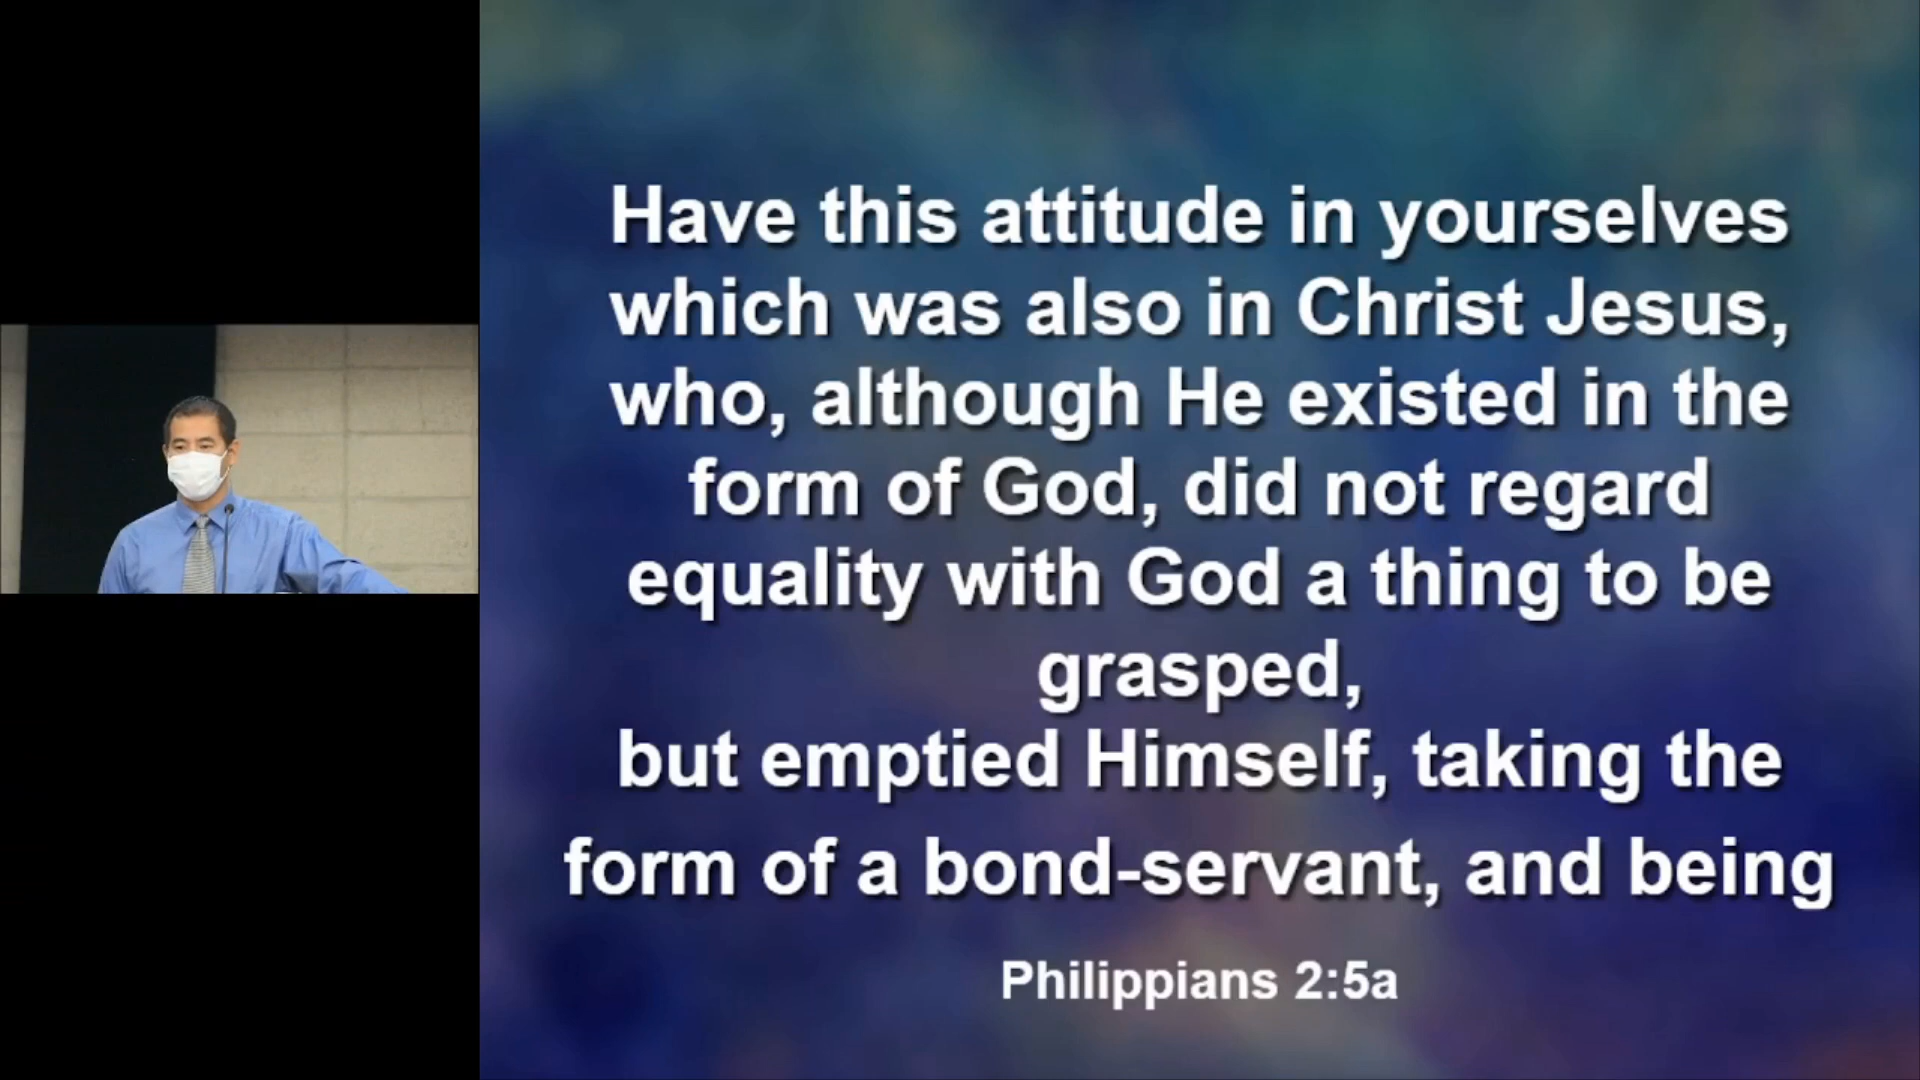 Have this attitude in yourselves
which was also in Christ Jesus,
who, although He existed in the
form of God, did not regard
equality with God a thing to be
grasped,
but emptied Himself, taking the
form of a bond-servant, and being
Philippians 2:5a